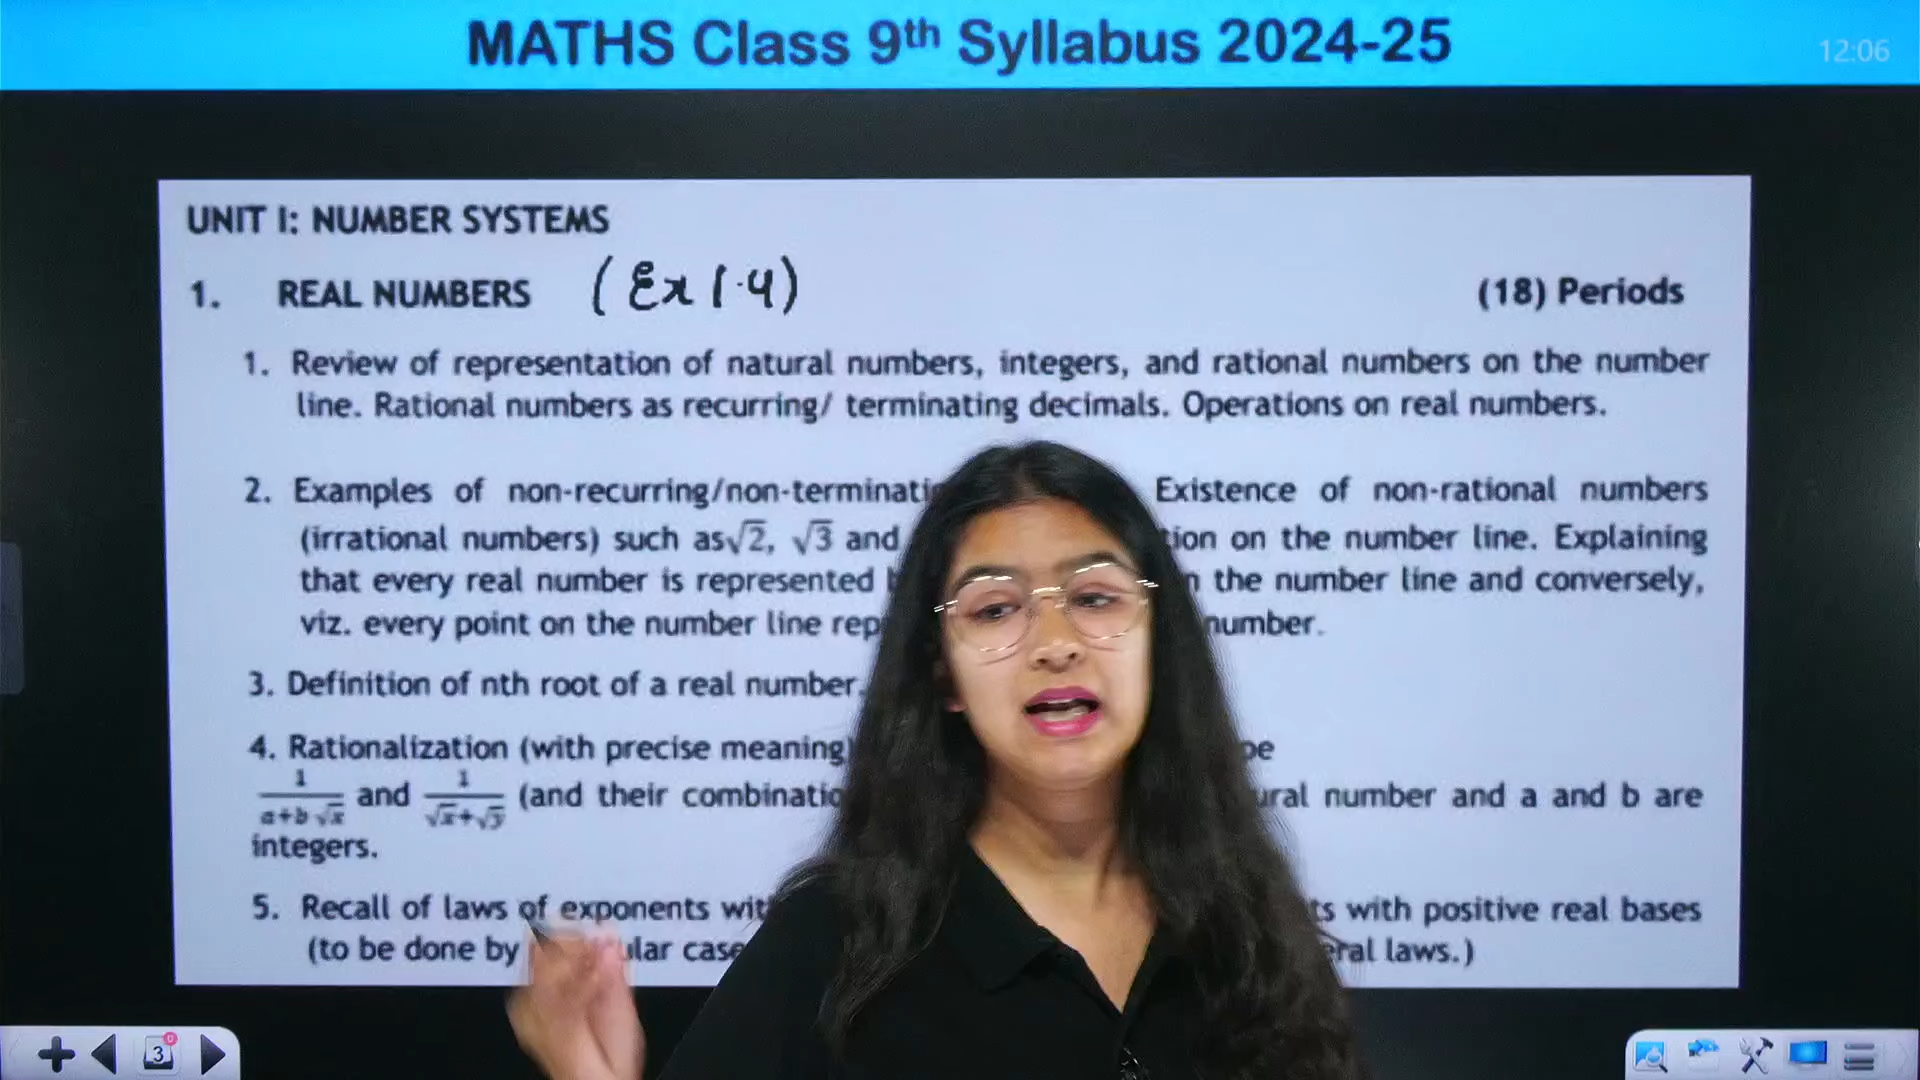 MATHS Class 9th Syllabus 2024-25
12:06
UNIT I: NUMBER SYSTEMS
1. REAL NUMBERS (Ex 1.4) (18) Periods
1. Review of representation of natural numbers, integers, and rational numbers on the number
line. Rational numbers as recurring/ terminating decimals. Operations on real numbers.
2. Examples of non-recurring/non-terminati Existence of non-rational numbers
(irrational numbers) such as√2, √3 and tion on the number line. Explaining
that every real number is represented the number line and conversely,
viz. every point on the number line rep number.
3. Definition of nth root of a real number.
4. Rationalization (with precise meaning)
1/(a+b√x) and 1/(√x+√y) (and their combinatio ural number and a and b are
integers.
5. Recall of laws of exponents wit ts with positive real bases
(to be done by ular case eral laws.)
3
0